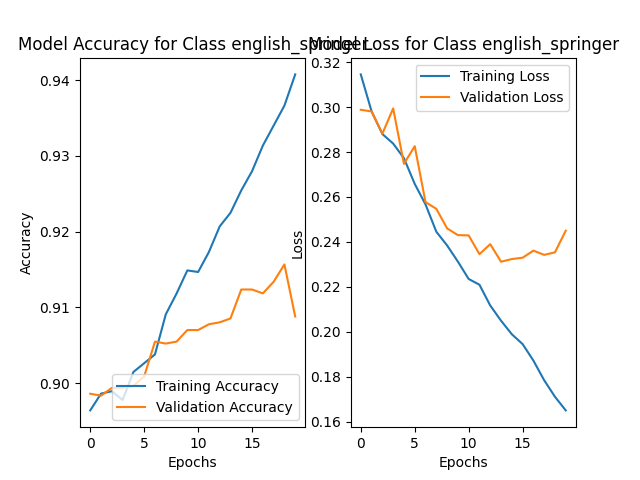 Model Accuracy for Class english_springer
Model Loss for Class english_springer
Accuracy
0.94
0.93
0.92
0.91
0.90
Training Accuracy
Validation Accuracy
0 5 10 15
Epochs
Loss
0.32
0.30
0.28
0.26
0.24
0.22
0.20
0.18
0.16
Training Loss
Validation Loss
0 5 10 15
Epochs